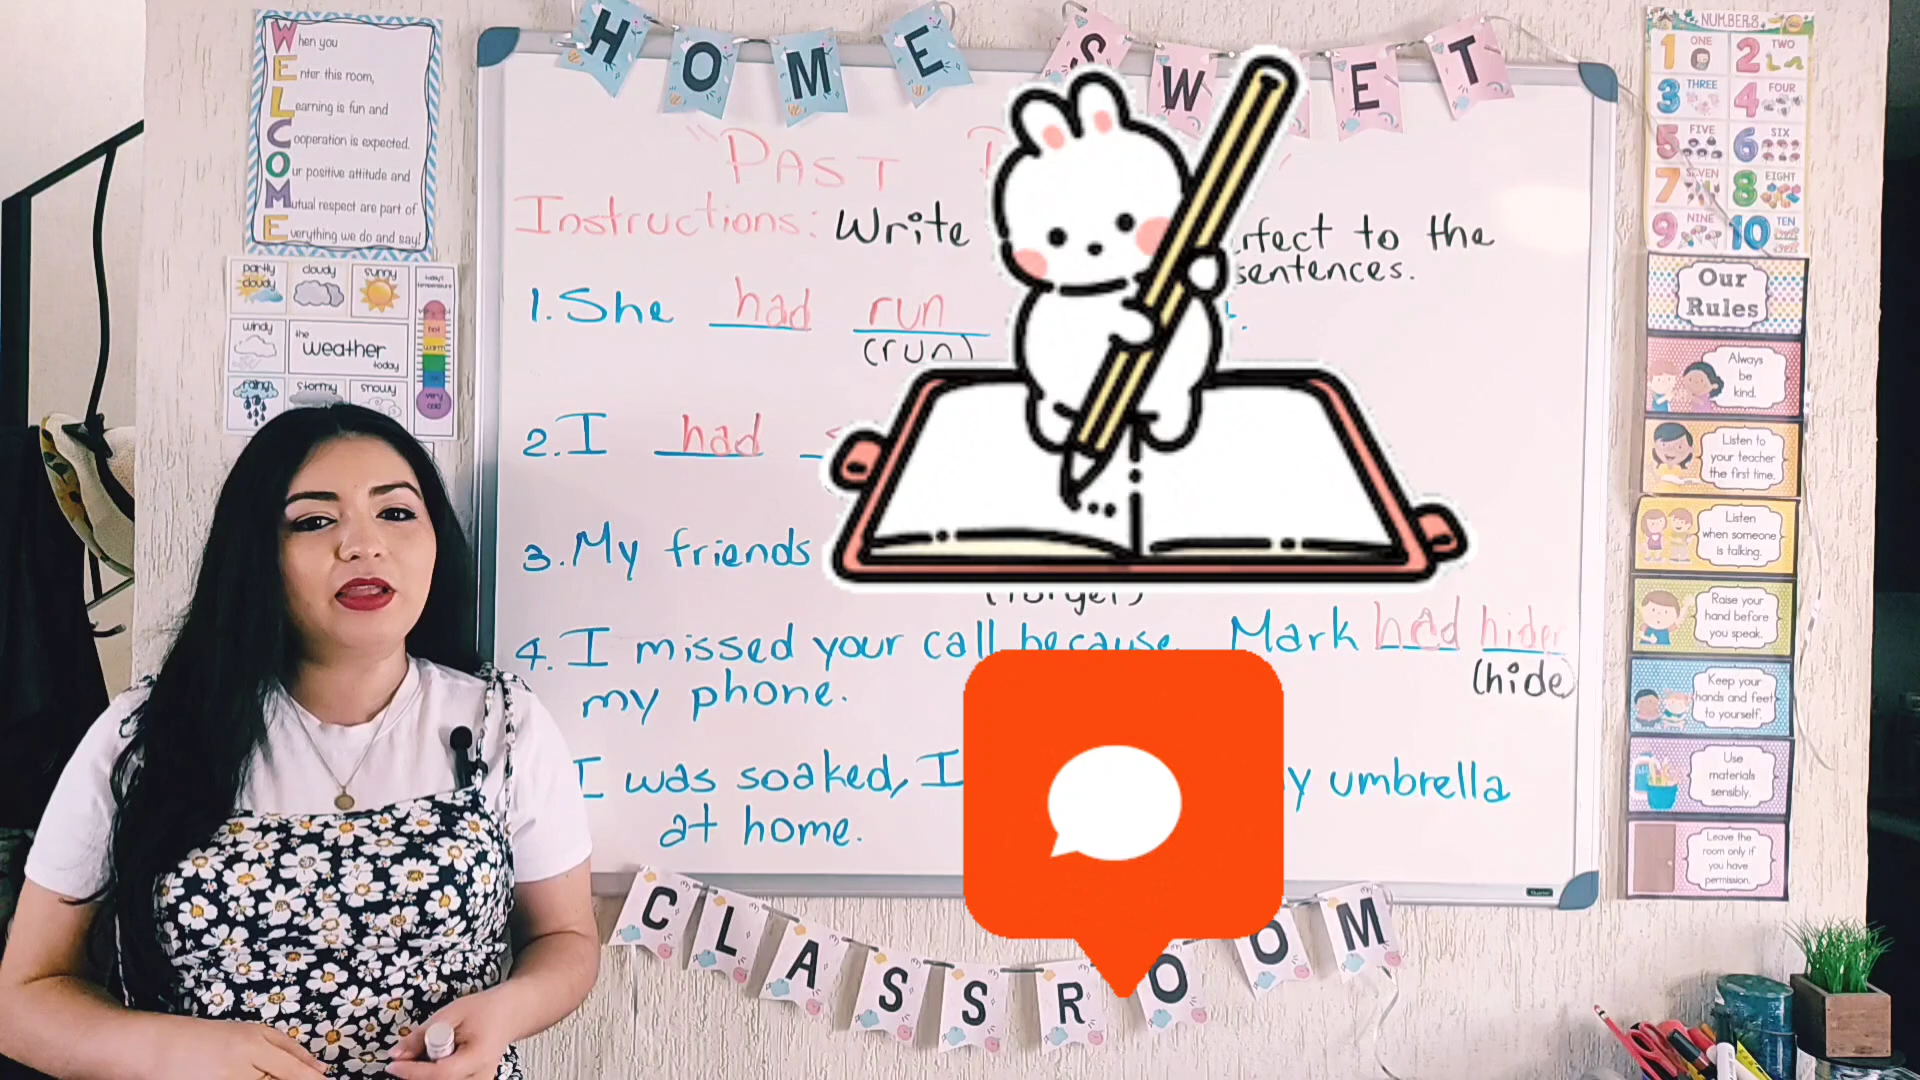 HOME SWEET
WELCOME
When you
Enter this room,
Learning is fun and
Cooperation is expected.
Our positive attitude and
Mutual respect are part of
Everything we do and say!
partly cloudy
cloudy
sunny
windy
the weather today
rainy
stormy
snowy
today's temperature
hot
warm
very cold
"PAST
Instructions: Write
rfect to the
sentences.
1. She had run
(run)
2. I had
3. My friends
(forget)
4. I missed your call because Mark had hiden
(hide)
my phone.
I was soaked, I
y umbrella
at home.
CLASSROOM
NUMBERS
1 ONE
2 TWO
3 THREE
4 FOUR
5 FIVE
6 SIX
7 SEVEN
8 EIGHT
9 NINE
10 TEN
Our
Rules
Always
be
kind.
Listen to
your teacher
the first time.
Listen
when someone
is talking.
Raise your
hand before
you speak.
Keep your
hands and feet
to yourself.
Use
materials
sensibly.
Leave the
room only if
you have
permission.